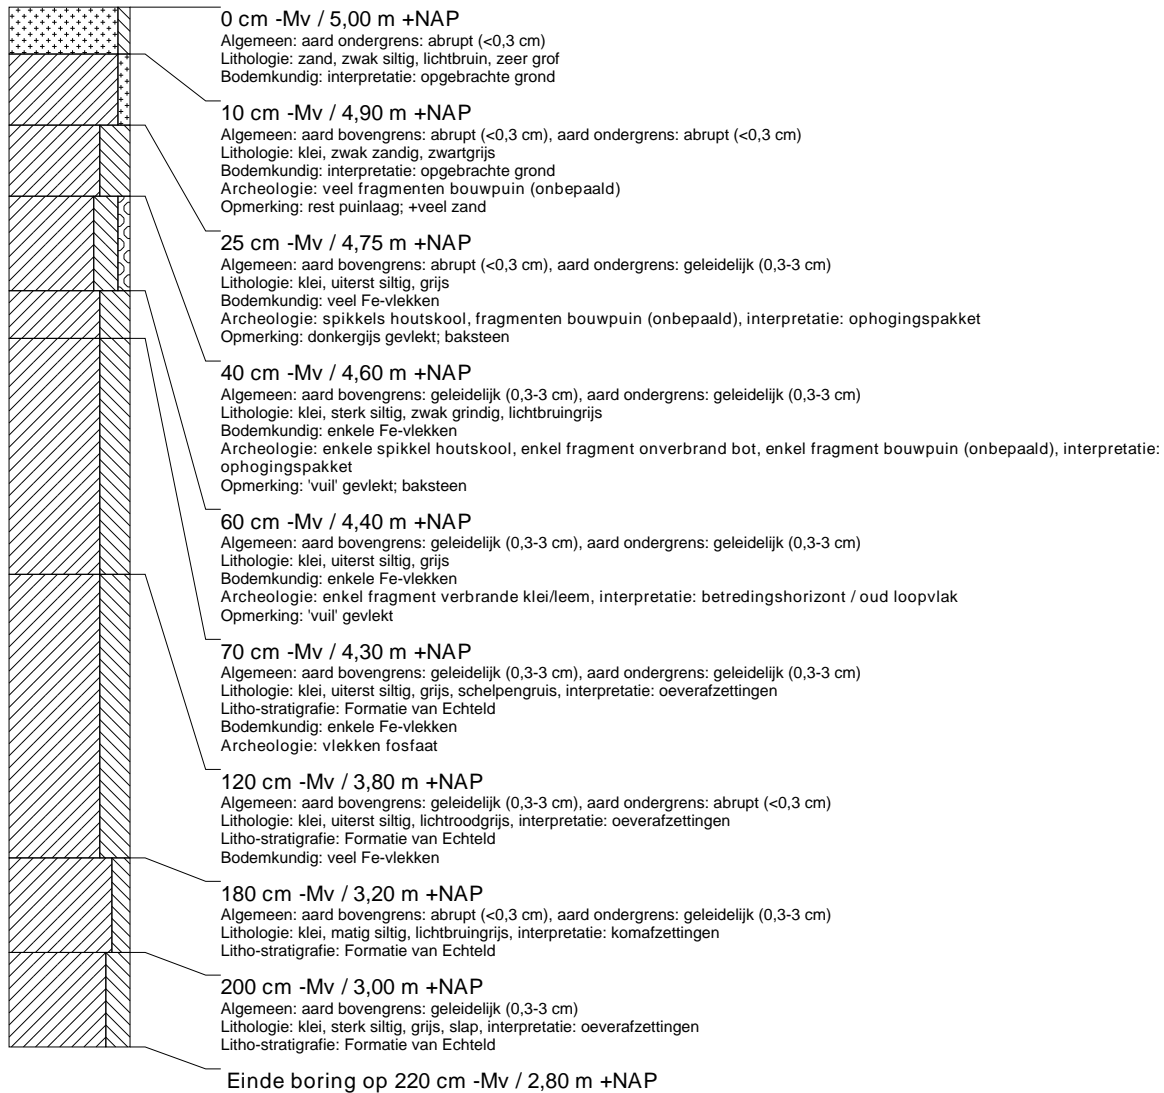 0 cm -Mv / 5,00 m +NAP
Algemeen: aard ondergrens: abrupt (<0,3 cm)
Lithologie: zand, zwak siltig, lichtbruin, zeer grof
Bodemkundig: interpretatie: opgebrachte grond
10 cm -Mv / 4,90 m +NAP
Algemeen: aard bovengrens: abrupt (<0,3 cm), aard ondergrens: abrupt (<0,3 cm)
Lithologie: klei, zwak zandig, zwartgrijs
Bodemkundig: interpretatie: opgebrachte grond
Archeologie: veel fragmenten bouwpuin (onbepaald)
Opmerking: rest puinlaag; +veel zand
25 cm -Mv / 4,75 m +NAP
Algemeen: aard bovengrens: abrupt (<0,3 cm), aard ondergrens: geleidelijk (0,3-3 cm)
Lithologie: klei, uiterst siltig, grijs
Bodemkundig: veel Fe-vlekken
Archeologie: spikkels houtskool, fragmenten bouwpuin (onbepaald), interpretatie: ophogingspakket
Opmerking: donkergijs gevlekt; baksteen
40 cm -Mv / 4,60 m +NAP
Algemeen: aard bovengrens: geleidelijk (0,3-3 cm), aard ondergrens: geleidelijk (0,3-3 cm)
Lithologie: klei, sterk siltig, zwak grindig, lichtbruingrijs
Bodemkundig: enkele Fe-vlekken
Archeologie: enkele spikkel houtskool, enkel fragment onverbrand bot, enkel fragment bouwpuin (onbepaald), interpretatie:
ophogingspakket
Opmerking: 'vuil' gevlekt; baksteen
60 cm -Mv / 4,40 m +NAP
Algemeen: aard bovengrens: geleidelijk (0,3-3 cm), aard ondergrens: geleidelijk (0,3-3 cm)
Lithologie: klei, uiterst siltig, grijs
Bodemkundig: enkele Fe-vlekken
Archeologie: enkel fragment verbrande klei/leem, interpretatie: betredingshorizont / oud loopvlak
Opmerking: 'vuil' gevlekt
70 cm -Mv / 4,30 m +NAP
Algemeen: aard bovengrens: geleidelijk (0,3-3 cm), aard ondergrens: geleidelijk (0,3-3 cm)
Lithologie: klei, uiterst siltig, grijs, schelpengruis, interpretatie: oeverafzettingen
Litho-stratigrafie: Formatie van Echteld
Bodemkundig: enkele Fe-vlekken
Archeologie: vlekken fosfaat
120 cm -Mv / 3,80 m +NAP
Algemeen: aard bovengrens: geleidelijk (0,3-3 cm), aard ondergrens: abrupt (<0,3 cm)
Lithologie: klei, uiterst siltig, lichtroodgrijs, interpretatie: oeverafzettingen
Litho-stratigrafie: Formatie van Echteld
Bodemkundig: veel Fe-vlekken
180 cm -Mv / 3,20 m +NAP
Algemeen: aard bovengrens: abrupt (<0,3 cm), aard ondergrens: geleidelijk (0,3-3 cm)
Lithologie: klei, matig siltig, lichtbruingrijs, interpretatie: komafzettingen
Litho-stratigrafie: Formatie van Echteld
200 cm -Mv / 3,00 m +NAP
Algemeen: aard bovengrens: geleidelijk (0,3-3 cm)
Lithologie: klei, sterk siltig, grijs, slap, interpretatie: oeverafzettingen
Litho-stratigrafie: Formatie van Echteld
Einde boring op 220 cm -Mv / 2,80 m +NAP